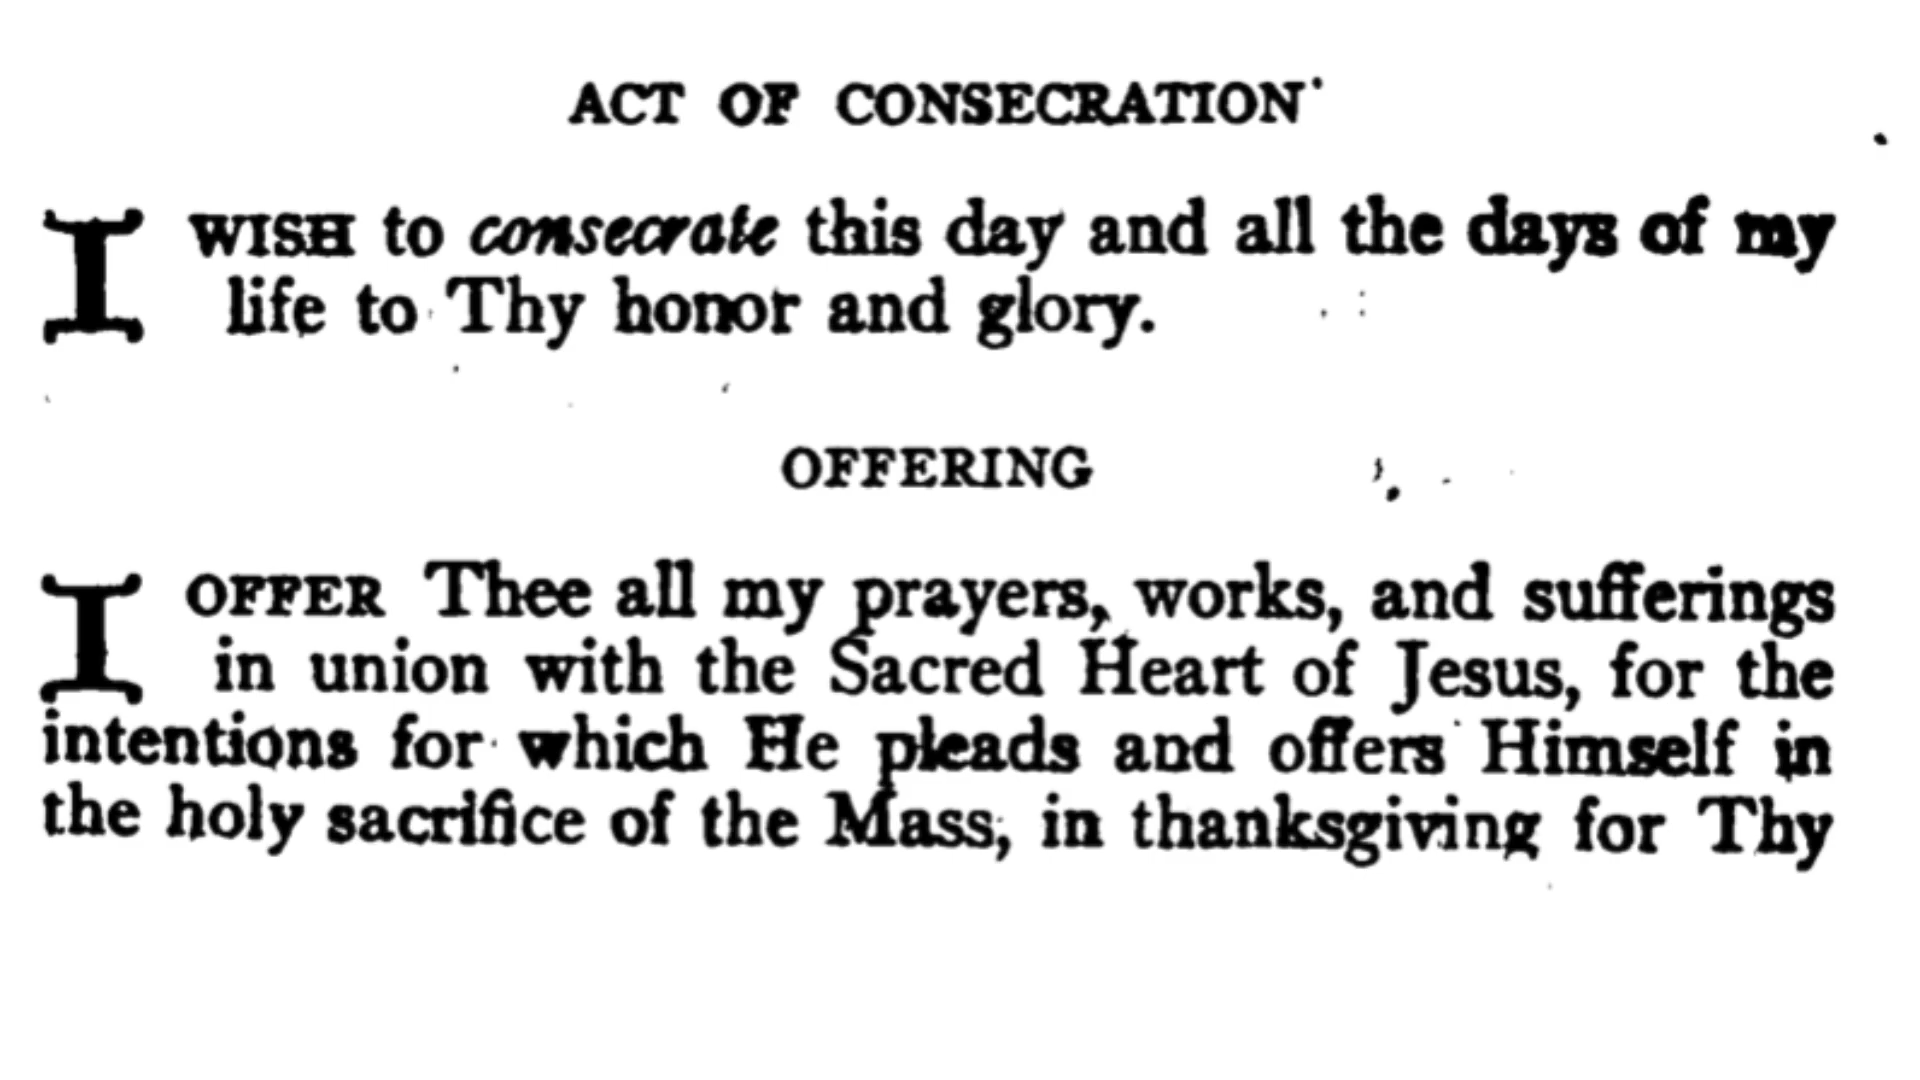 ACT OF CONSECRATION
I WISH to consecrate this day and all the days of my
life to Thy honor and glory.
OFFERING
I OFFER Thee all my prayers, works, and sufferings
in union with the Sacred Heart of Jesus, for the
intentions for which He pleads and offers Himself in
the holy sacrifice of the Mass, in thanksgiving for Thy